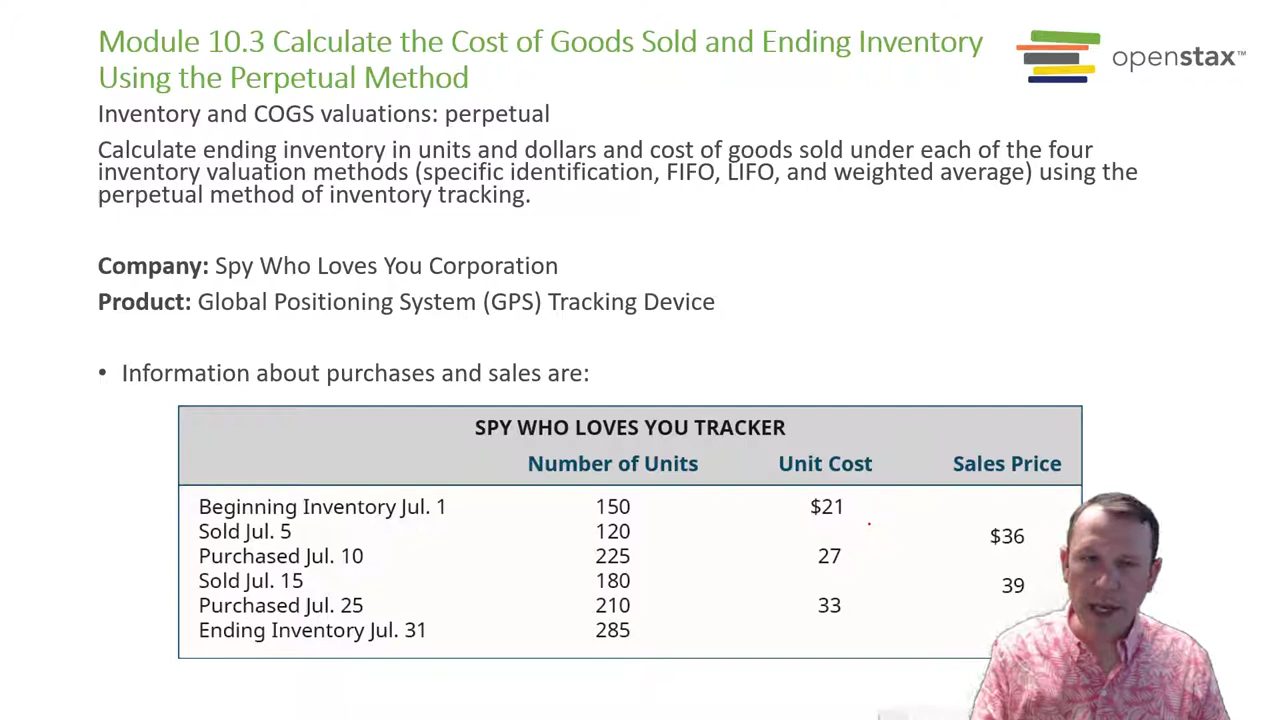 Module 10.3 Calculate the Cost of Goods Sold and Ending Inventory
Using the Perpetual Method
openstax™
Inventory and COGS valuations: perpetual
Calculate ending inventory in units and dollars and cost of goods sold under each of the four
inventory valuation methods (specific identification, FIFO, LIFO, and weighted average) using the
perpetual method of inventory tracking.
Company: Spy Who Loves You Corporation
Product: Global Positioning System (GPS) Tracking Device
• Information about purchases and sales are:
SPY WHO LOVES YOU TRACKER
Number of Units Unit Cost Sales Price
Beginning Inventory Jul. 1 150 $21
Sold Jul. 5 120 $36
Purchased Jul. 10 225 27
Sold Jul. 15 180 39
Purchased Jul. 25 210 33
Ending Inventory Jul. 31 285